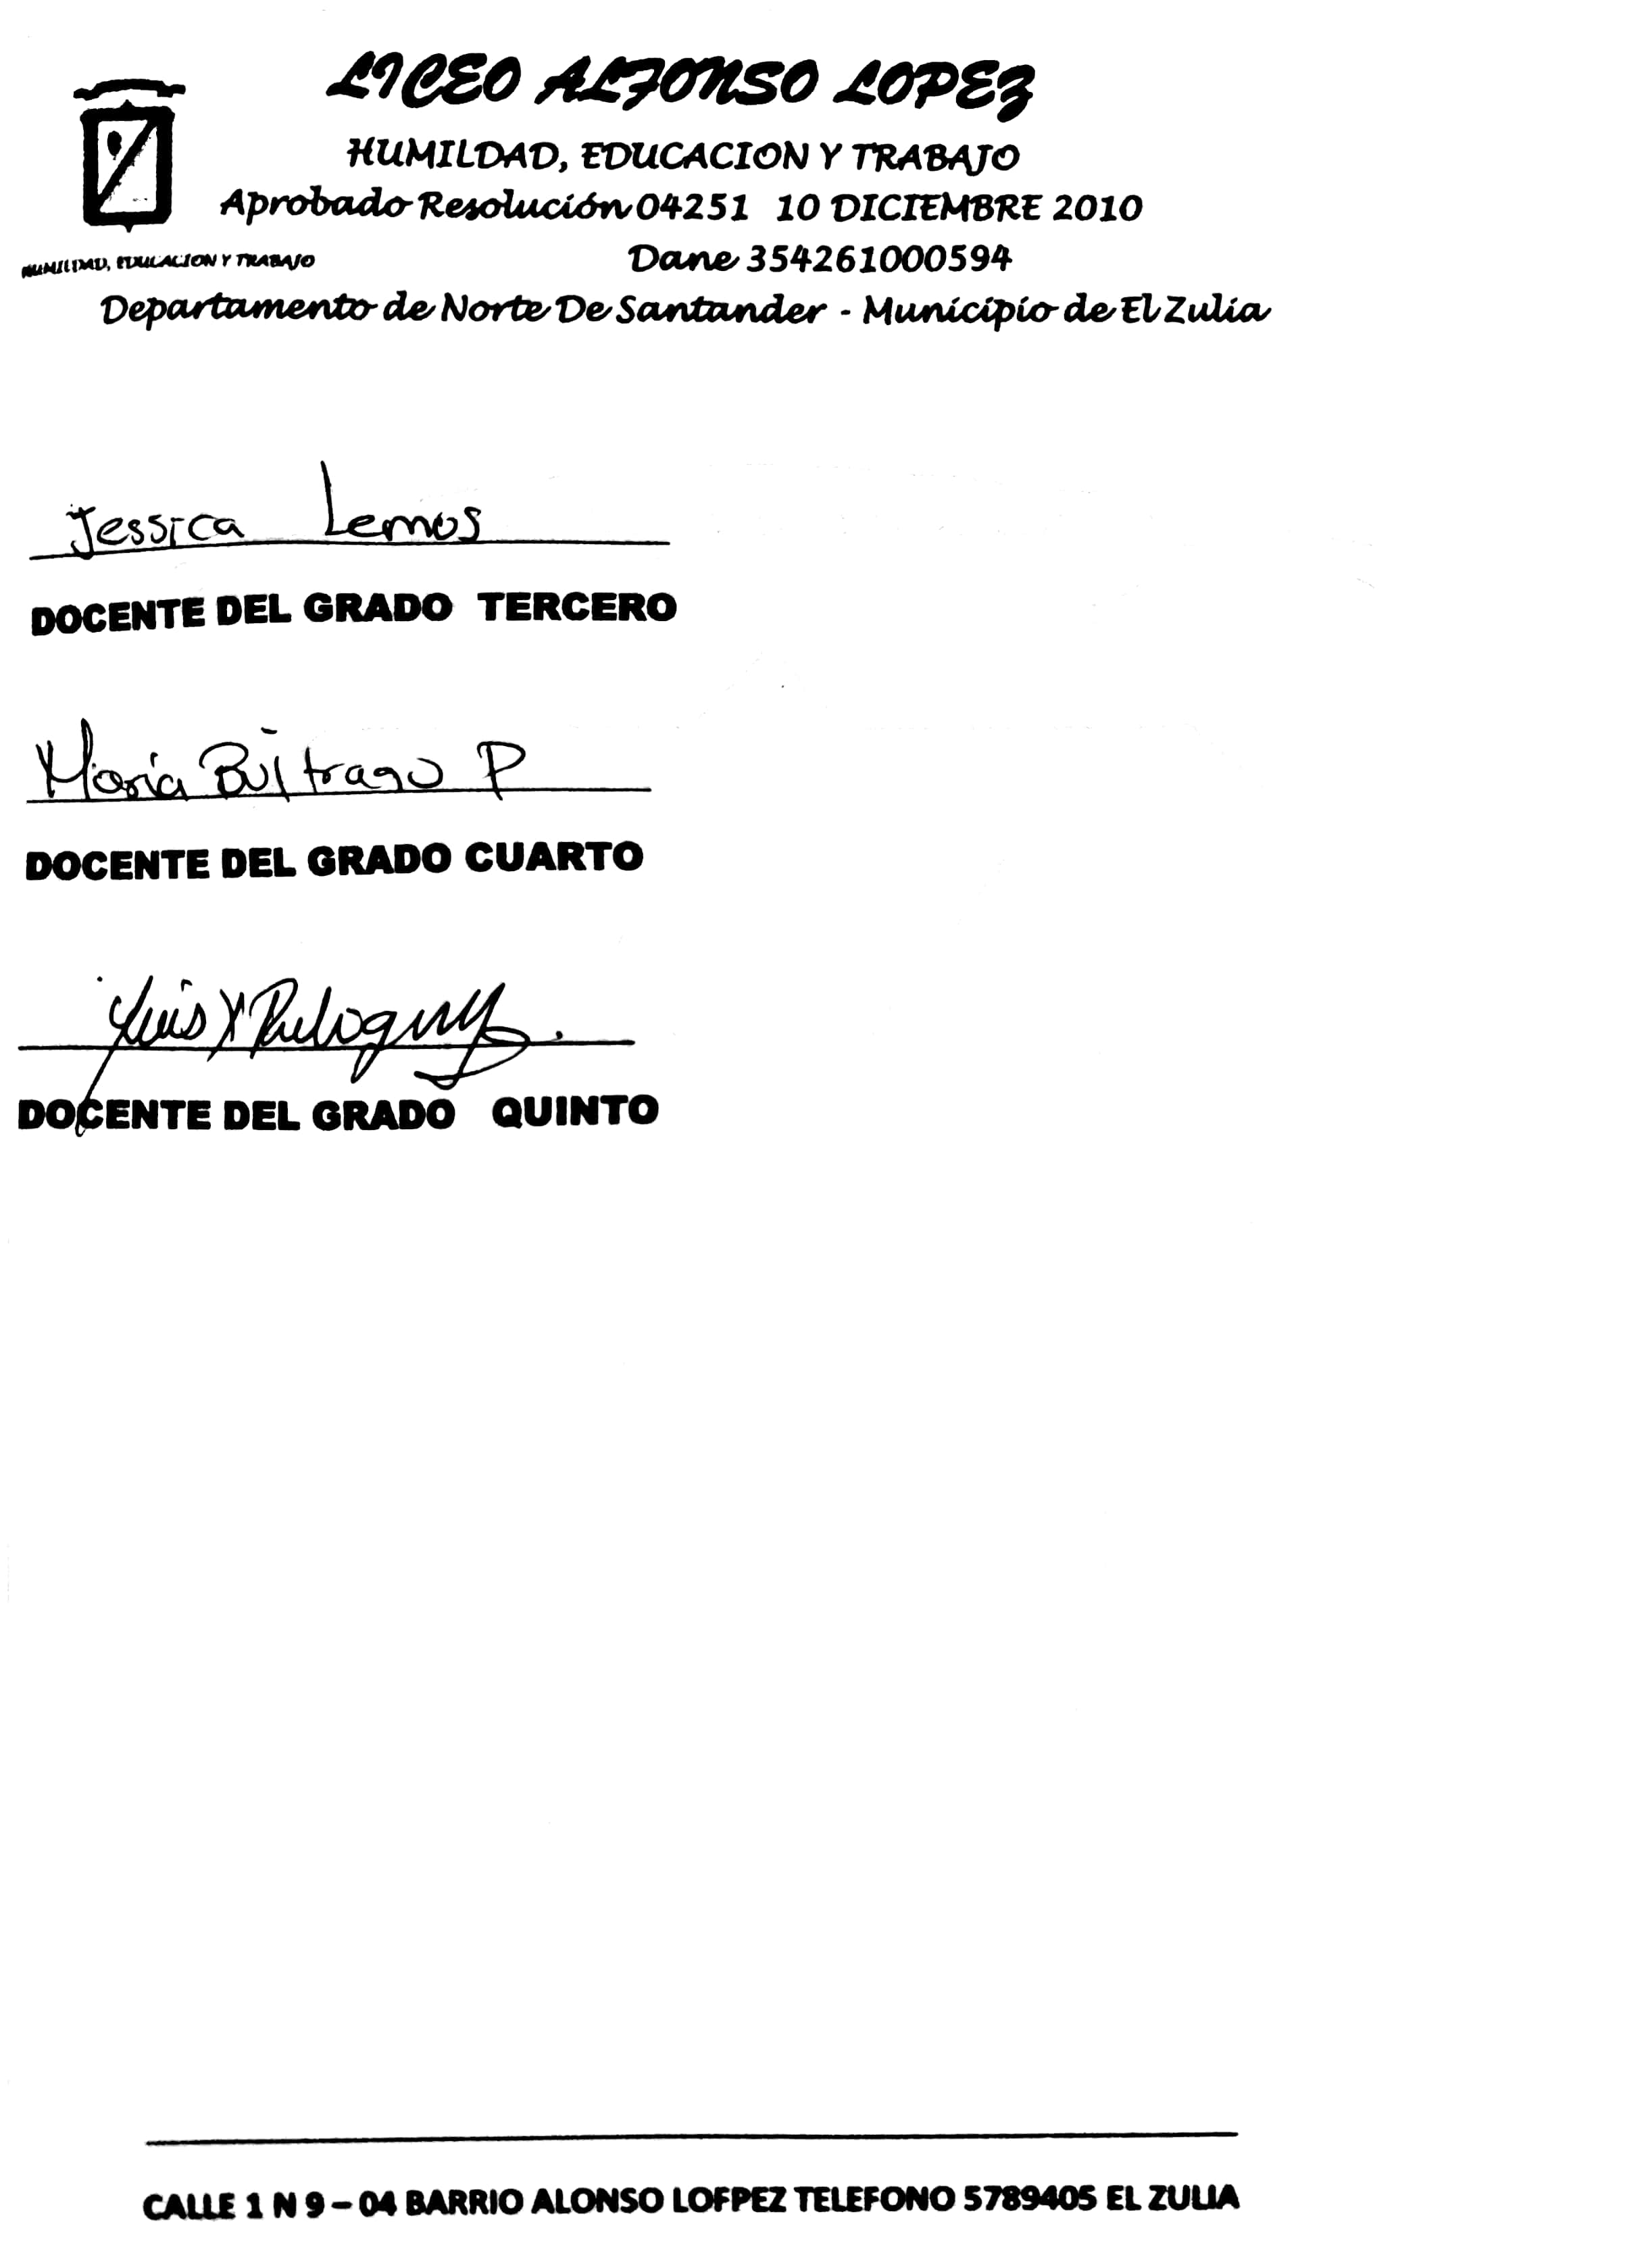 LICEO ALFONSO LOPEZ
HUMILDAD, EDUCACION Y TRABAJO
Aprobado Resolución 04251 10 DICIEMBRE 2010
HUMILDAD, EDUCACION Y TRABAJO
Dane 354261000594
Departamento de Norte De Santander - Municipio de El Zulia
Jessica Lemos
DOCENTE DEL GRADO TERCERO
Maria Buitrago P
DOCENTE DEL GRADO CUARTO
Luis
DOCENTE DEL GRADO QUINTO
CALLE 1 N 9 – 04 BARRIO ALONSO LOFPEZ TELEFONO 5789405 EL ZULIA